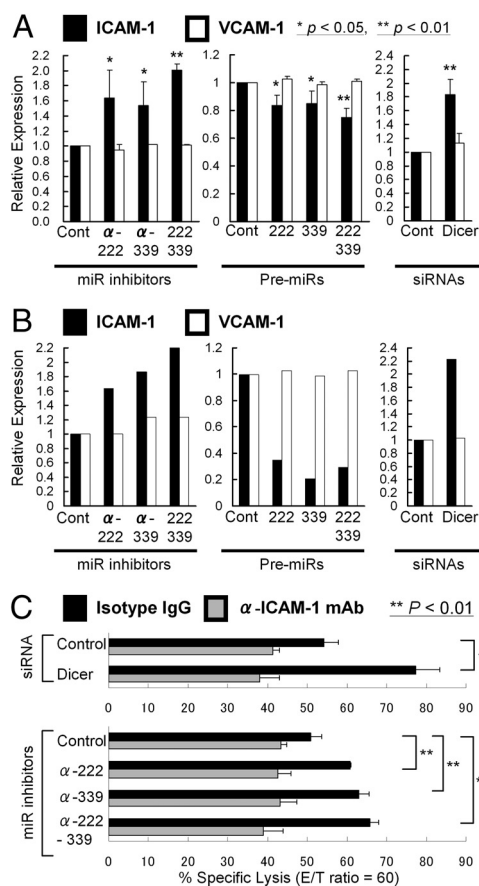 A ICAM-1 VCAM-1 * p < 0.05, ** p < 0.01
Relative Expression
2.2
2.0
1.8
1.6
1.4
1.2
1.0
0.8
0.6
0.4
0.2
0.0
* * **
Cont α-222 α-339 222 339
miR inhibitors
1
0.8
0.6
0.4
0.2
0
* * **
Cont 222 339 222 339
Pre-miRs
2.4
2.2
2
1.8
1.6
1.4
1.2
1
0.8
0.6
0.4
0.2
0
**
Cont Dicer
siRNAs
B ICAM-1 VCAM-1
Relative Expression
2.2
2.0
1.8
1.6
1.4
1.2
1.0
0.8
0.6
0.4
0.2
0.0
Cont α-222 α-339 222 339
miR inhibitors
1
0.8
0.6
0.4
0.2
0
Cont 222 339 222 339
Pre-miRs
2.4
2.2
2
1.8
1.6
1.4
1.2
1
0.8
0.6
0.4
0.2
0
Cont Dicer
siRNAs
C Isotype IgG α-ICAM-1 mAb ** P < 0.01
siRNA
Control
Dicer
0 10 20 30 40 50 60 70 80 90
miR inhibitors
Control
α-222
α-339
α-222
- 339
** **
0 10 20 30 40 50 60 70 80 90
% Specific Lysis (E/T ratio = 60)